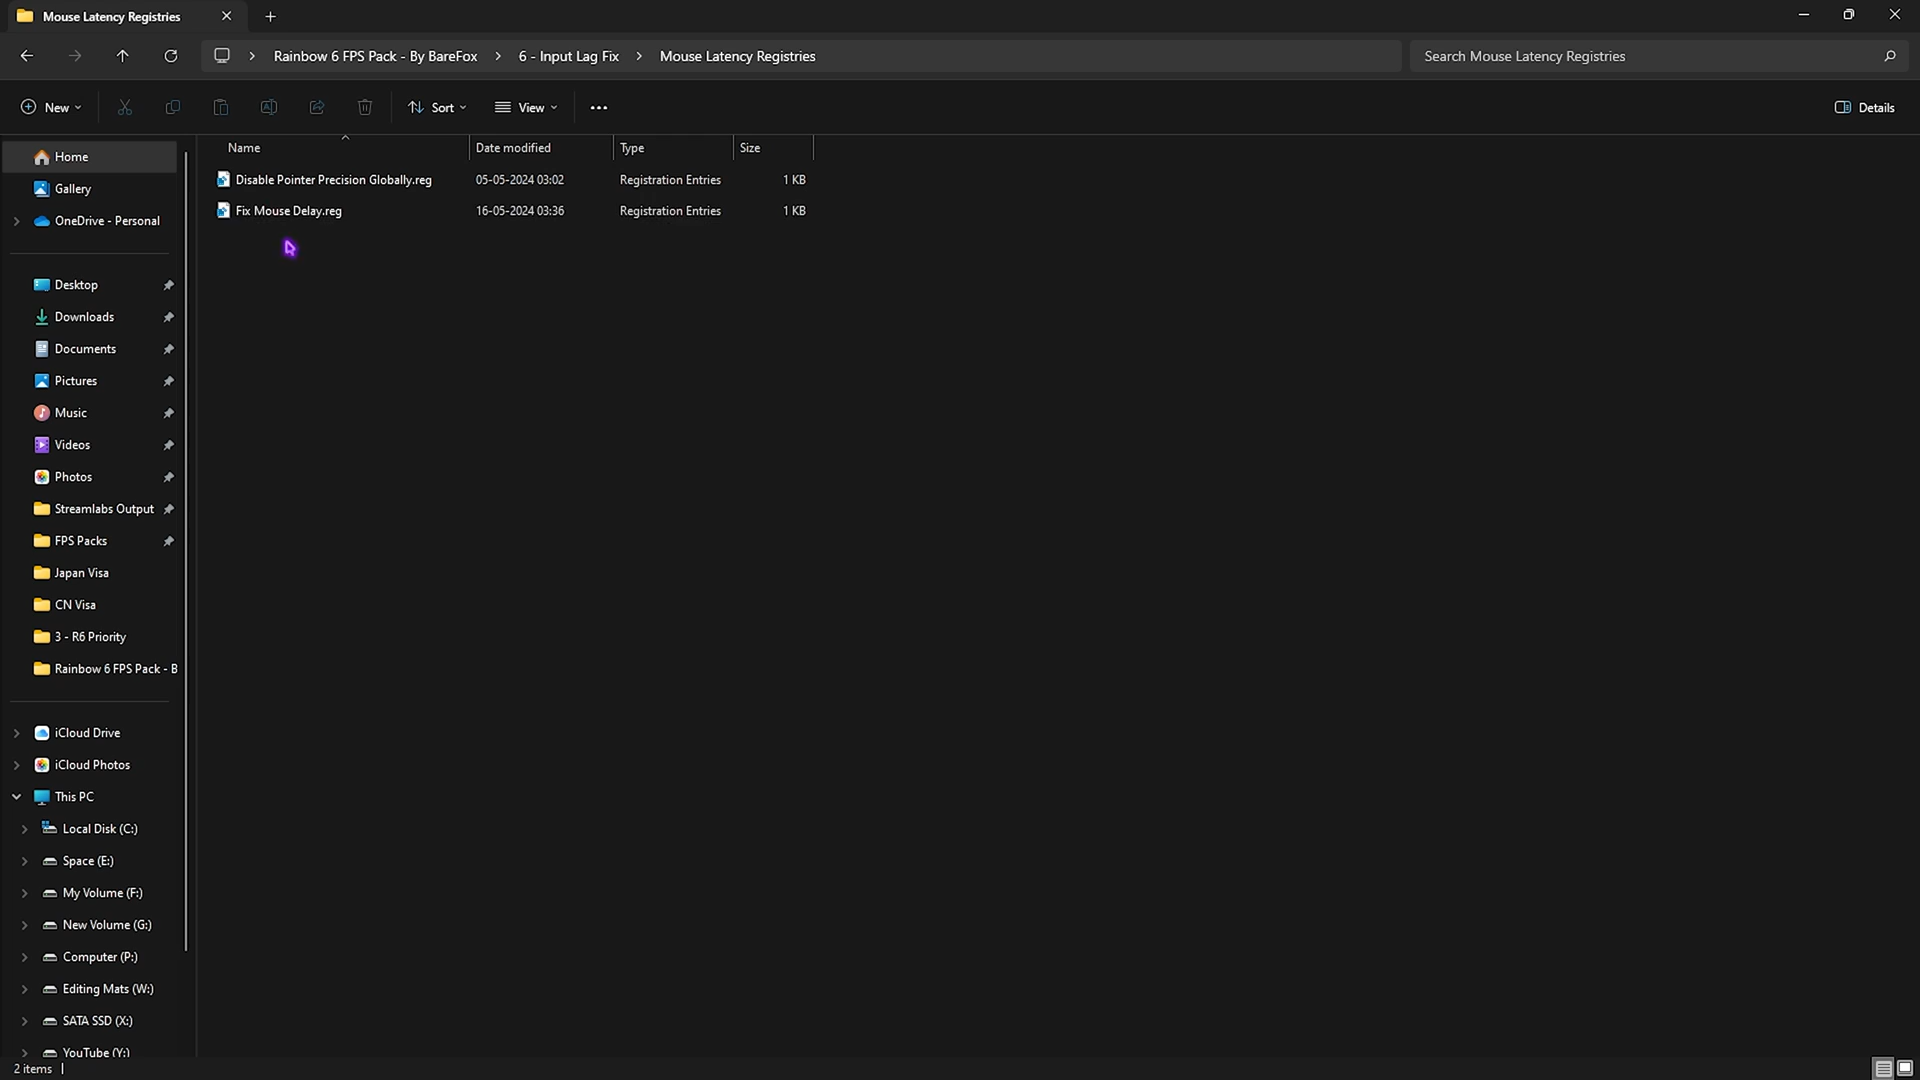 Mouse Latency Registries
Rainbow 6 FPS Pack - By BareFox > 6 - Input Lag Fix > Mouse Latency Registries
Search Mouse Latency Registries
New
Sort
View
Details
Name Date modified Type Size
Disable Pointer Precision Globally.reg 05-05-2024 03:02 Registration Entries 1 KB
Fix Mouse Delay.reg 16-05-2024 03:36 Registration Entries 1 KB
Home
Gallery
OneDrive - Personal
Desktop
Downloads
Documents
Pictures
Music
Videos
Photos
Streamlabs Output
FPS Packs
Japan Visa
CN Visa
3 - R6 Priority
Rainbow 6 FPS Pack - B
iCloud Drive
iCloud Photos
This PC
Local Disk (C:)
Space (E:)
My Volume (F:)
New Volume (G:)
Computer (P:)
Editing Mats (W:)
SATA SSD (X:)
YouTube (Y:)
2 items